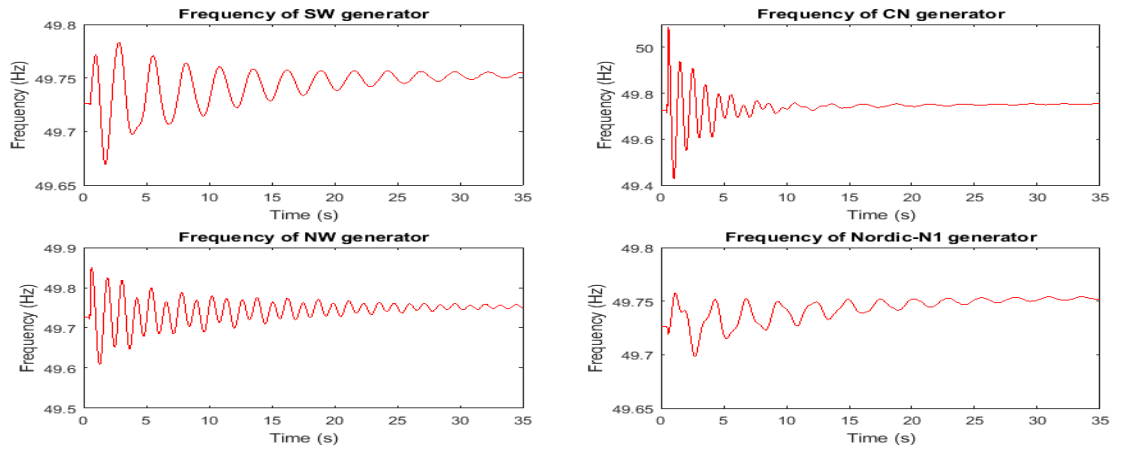 Frequency of SW generator
49.8
49.75
49.7
49.65
Frequency (Hz)
0 5 10 15 20 25 30 35
Time (s)
Frequency of CN generator
50
49.8
49.6
49.4
Frequency (Hz)
0 5 10 15 20 25 30 35
Time (s)
Frequency of NW generator
49.9
49.8
49.7
49.6
49.5
Frequency (Hz)
0 5 10 15 20 25 30 35
Time (s)
Frequency of Nordic-N1 generator
49.8
49.75
49.7
49.65
Frequency (Hz)
0 5 10 15 20 25 30 35
Time (s)